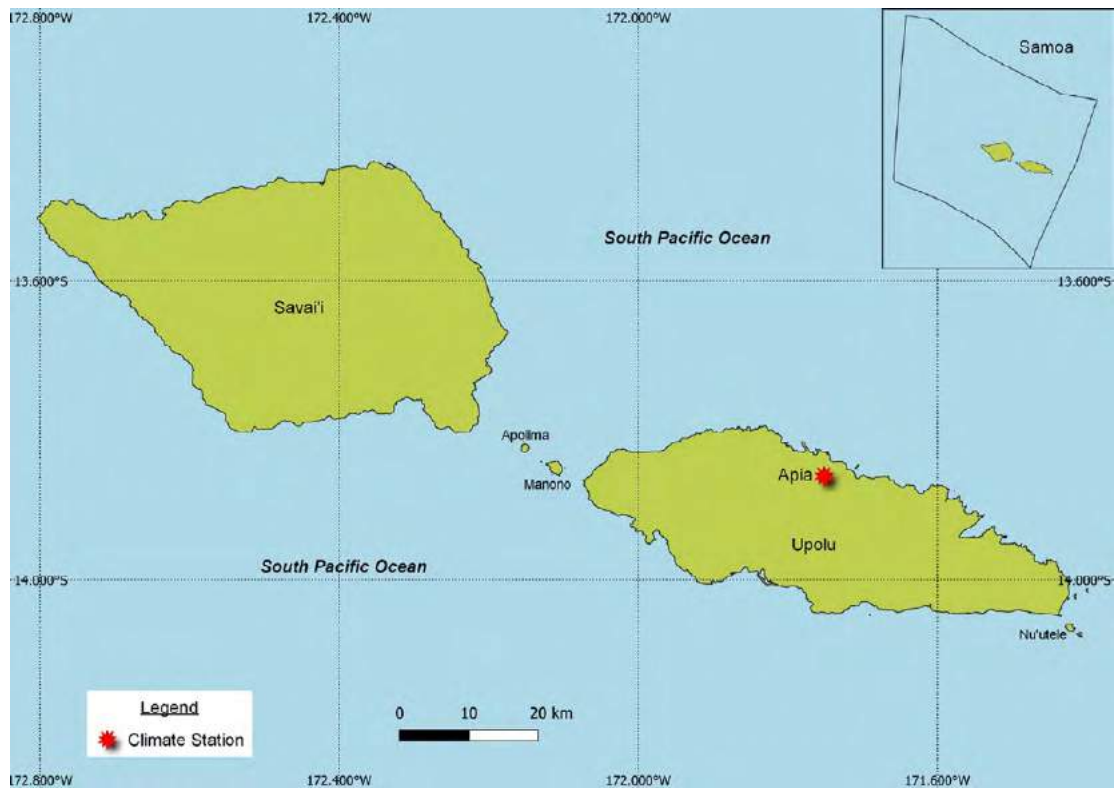 172.800°W
172.400°W
172.000°W
Samoa
South Pacific Ocean
13.600°S
13.600°S
Savai'i
Apolima
Manono
Apia
Upolu
South Pacific Ocean
14.000°S
14.000°S
Nu'utele
Legend
Climate Station
0 10 20 km
172.800°W
172.400°W
172.000°W
171.600°W